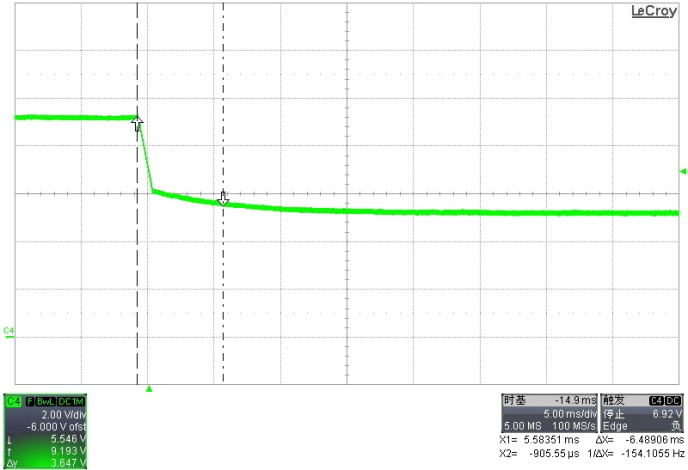 LeCroy
C4
C4 F BwL DC1M
2.00 V/div
-6.000 V ofst
↓ 5.546 V
↑ 9.193 V
Δy 3.647 V
时基 -14.9 ms
5.00 ms/div
5.00 MS 100 MS/s
触发 C4 DC
停止 6.92 V
Edge 负
X1= 5.58351 ms ΔX= -6.48906 ms
X2= -905.55 µs 1/ΔX= -154.1055 Hz